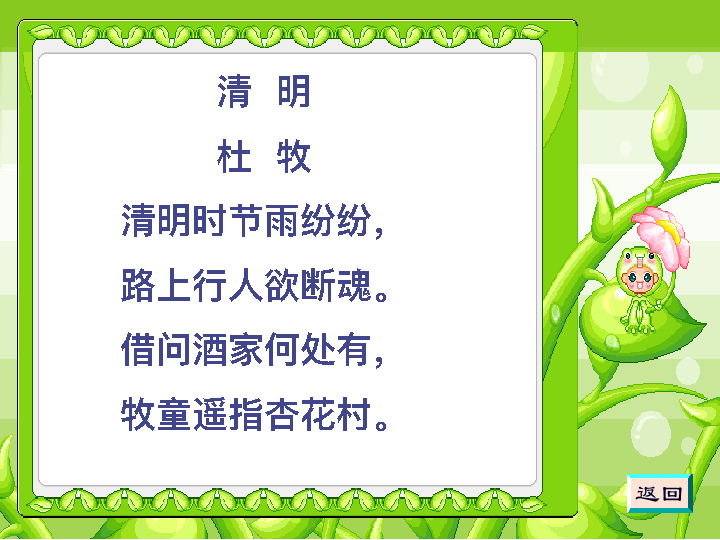 清 明
杜 牧
清明时节雨纷纷，
路上行人欲断魂。
借问酒家何处有，
牧童遥指杏花村。
返回